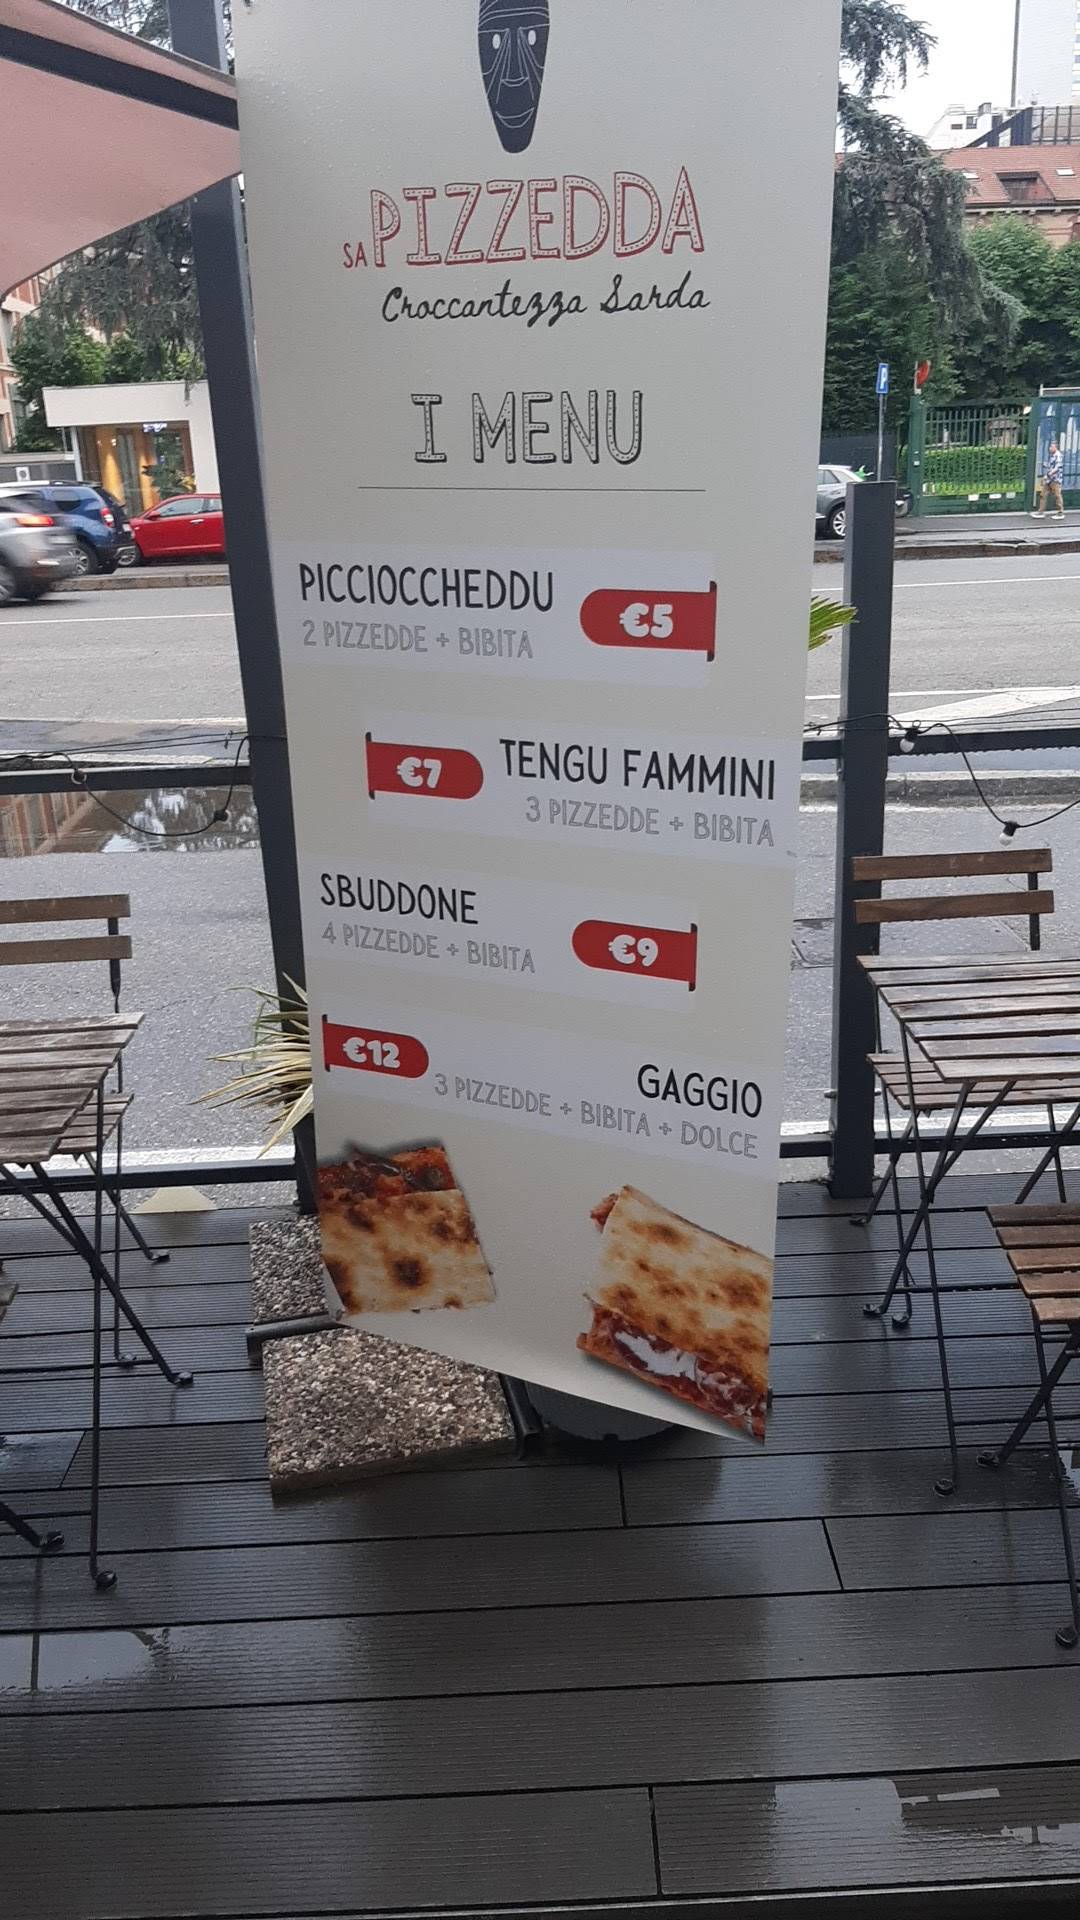 SA PIZZEDDA
Croccantezza Sarda
I MENU
PICCIOCCHEDDU
€5
2 PIZZEDDE + BIBITA
€7
TENGU FAMMINI
3 PIZZEDDE + BIBITA
SBUDDONE
€9
4 PIZZEDDE + BIBITA
€12
GAGGIO
3 PIZZEDDE + BIBITA + DOLCE
P